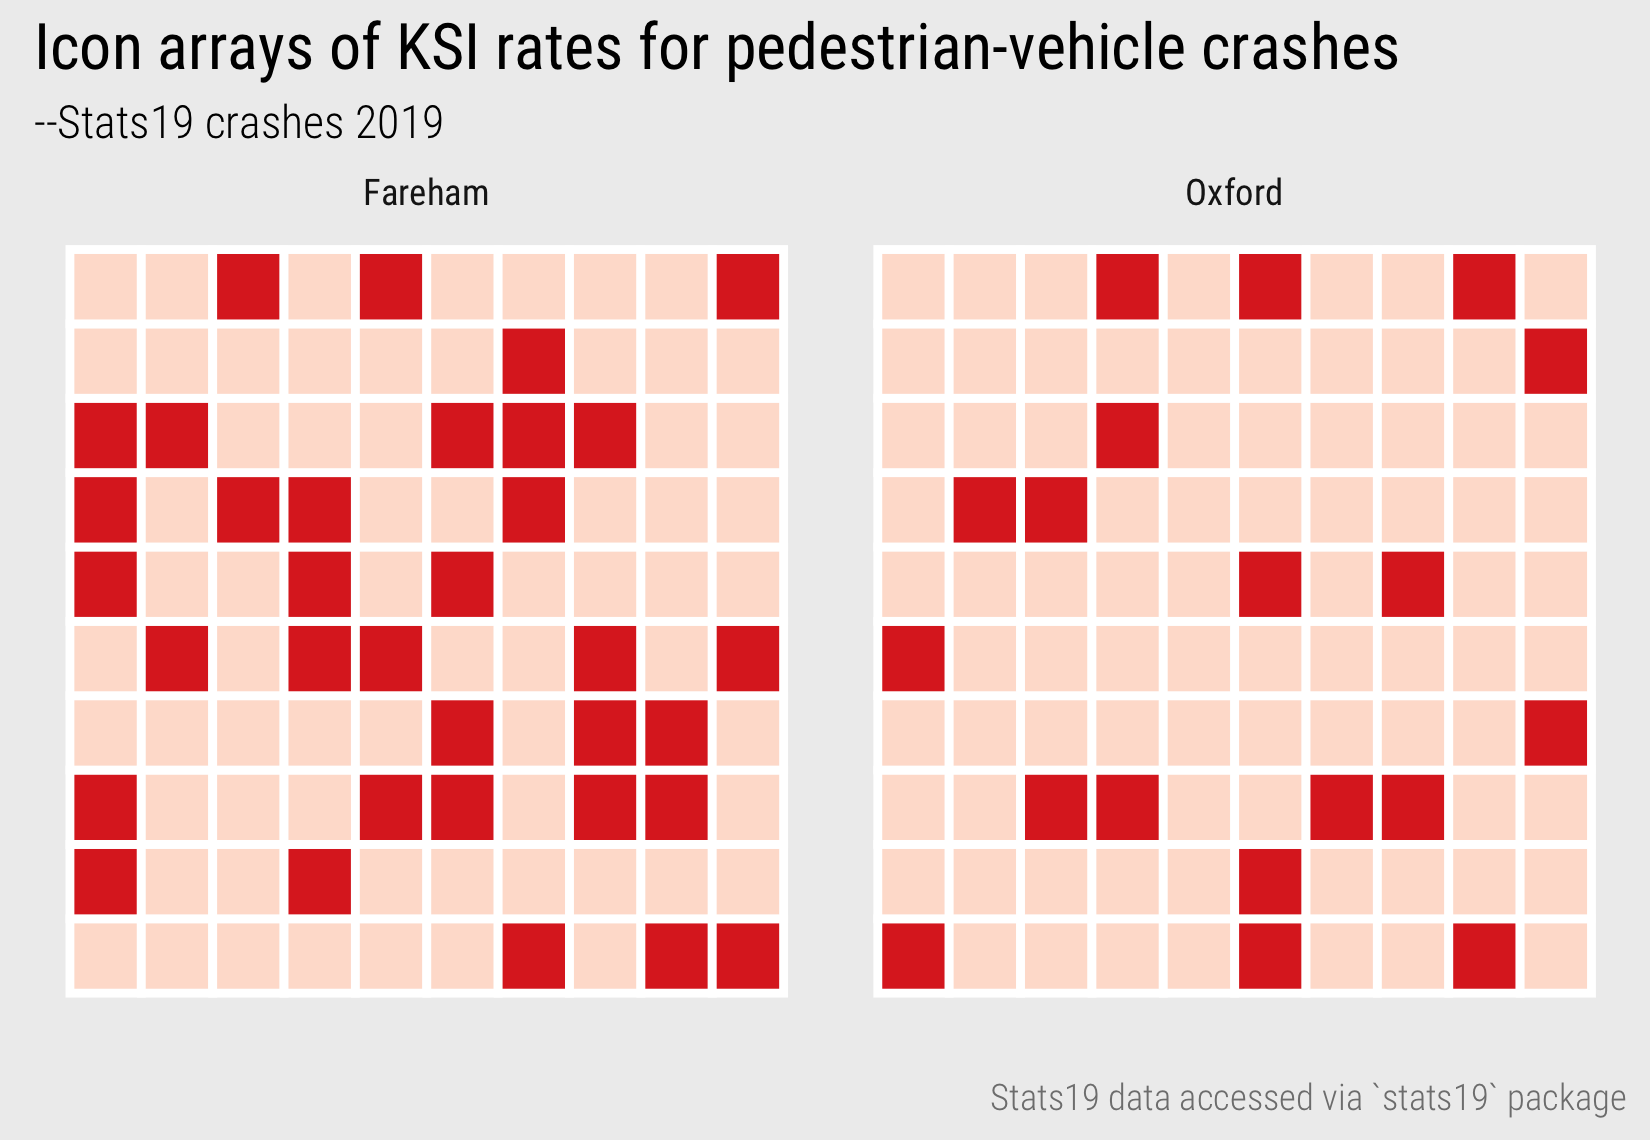 Icon arrays of KSI rates for pedestrian-vehicle crashes
--Stats19 crashes 2019
Fareham
Oxford
Stats19 data accessed via `stats19` package